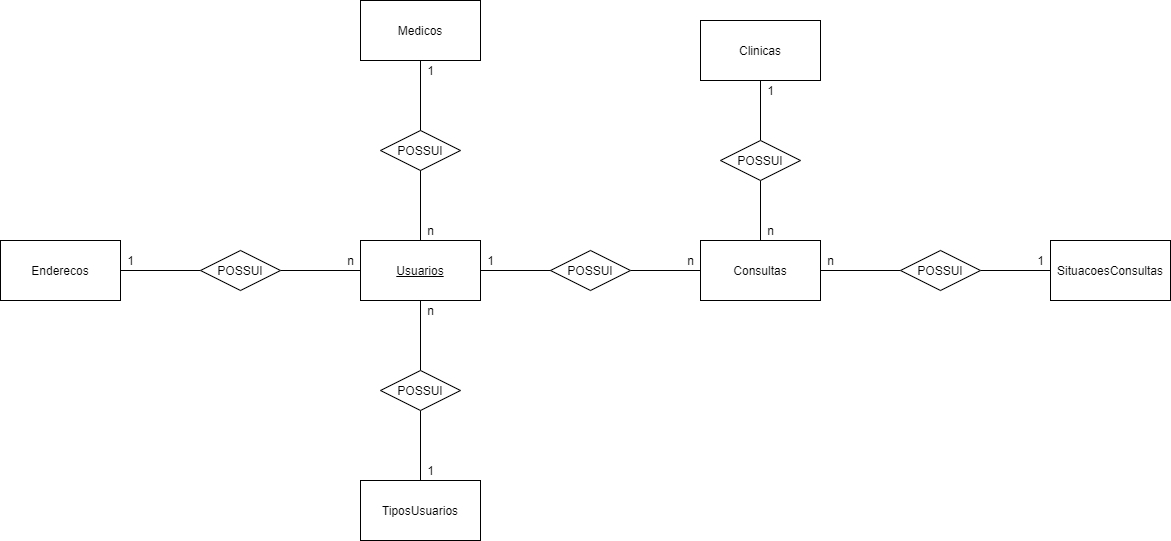 Medicos
Clinicas
1
1
POSSUI
POSSUI
n
n
Enderecos
1
POSSUI
n
Usuarios
1
POSSUI
n
Consultas
n
POSSUI
1
SituacoesConsultas
n
POSSUI
1
TiposUsuarios